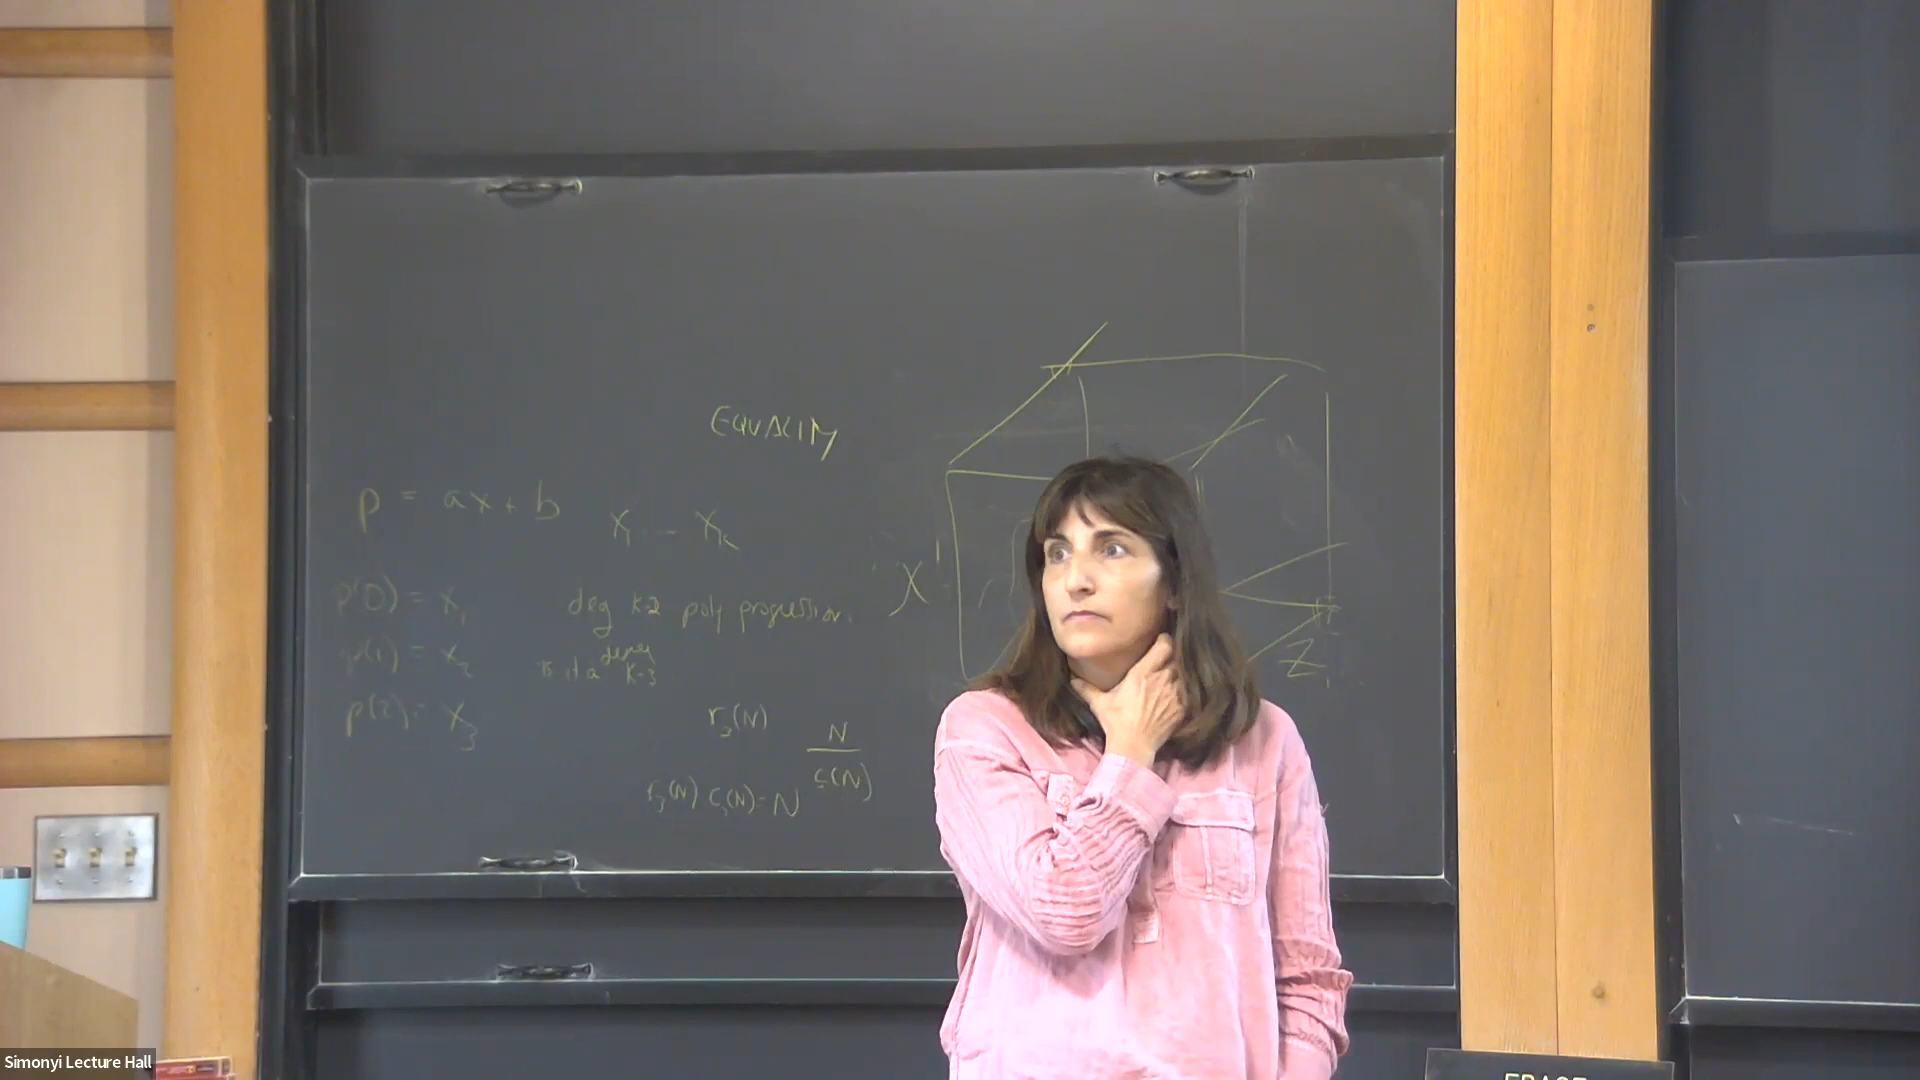 EQUALITY
p = ax + b
x₁ ... xₖ
p(0) = x₁
p(1) = x₂
p(2) = x₃
deg k-2 poly progression.
is it a degree k-3
r₃(N)
N
r₃(N) C₃(N) = N
X
Z
Simonyi Lecture Hall